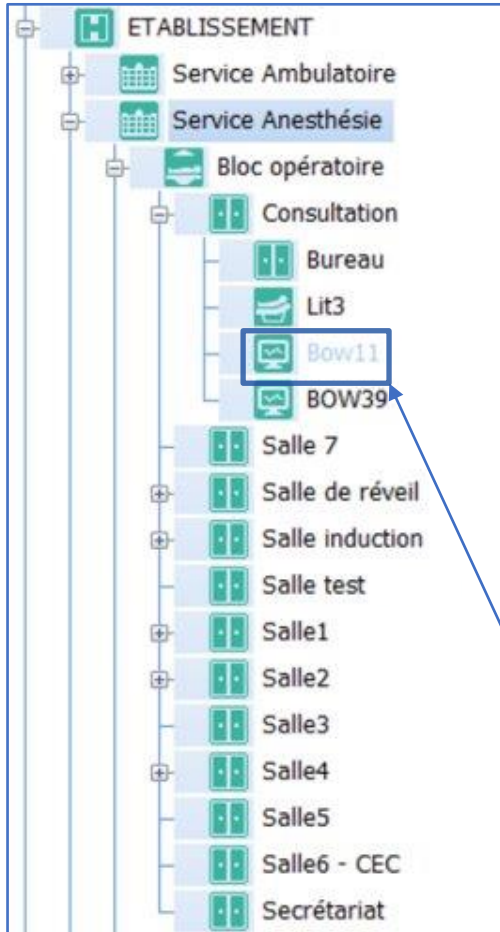 ETABLISSEMENT
Service Ambulatoire
Service Anesthésie
Bloc opératoire
Consultation
Bureau
Lit3
Bow11
BOW39
Salle 7
Salle de réveil
Salle induction
Salle test
Salle1
Salle2
Salle3
Salle4
Salle5
Salle6 - CEC
Secrétariat